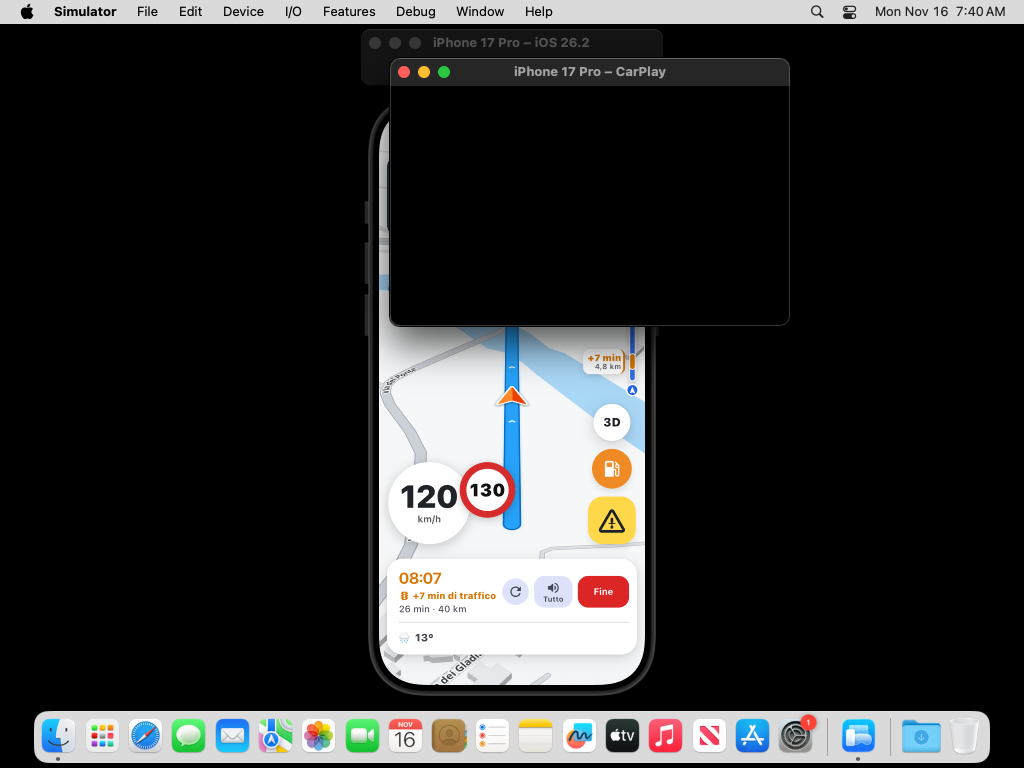 Simulator File Edit Device I/O Features Debug Window Help Mon Nov 16 7:40 AM
iPhone 17 Pro – iOS 26.2
iPhone 17 Pro – CarPlay
+7 min
4,8 km
3D
120
km/h
130
08:07
+7 min di traffico
26 min · 40 km
Tutto
Fine
13°
NOV
16
tv
1